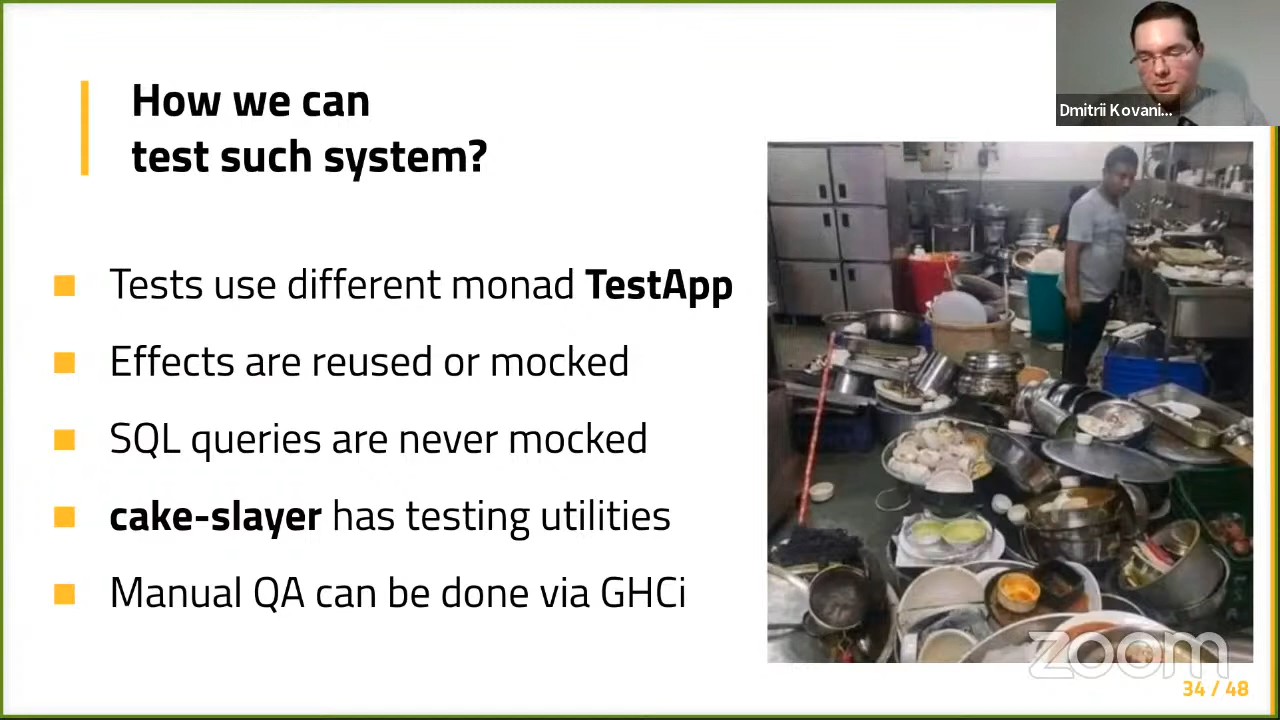 How we can
test such system?
Dmitrii Kovani...
Tests use different monad TestApp
Effects are reused or mocked
SQL queries are never mocked
cake-slayer has testing utilities
Manual QA can be done via GHCi
zoom
34 / 48